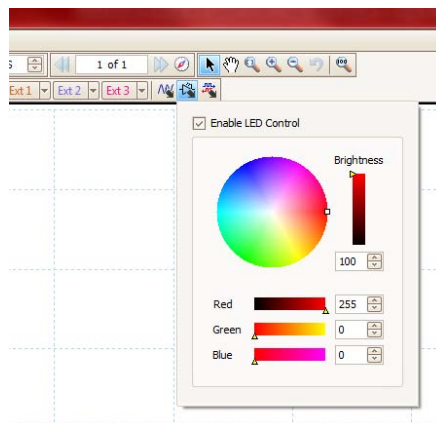 1 of 1
Ext 1 Ext 2 Ext 3
Enable LED Control
Brightness
100
Red 255
Green 0
Blue 0